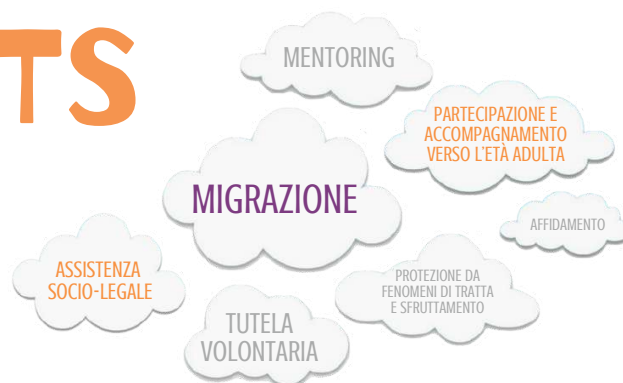 TS
MENTORING
PARTECIPAZIONE E
ACCOMPAGNAMENTO
VERSO L'ETÀ ADULTA
MIGRAZIONE
AFFIDAMENTO
ASSISTENZA
SOCIO-LEGALE
PROTEZIONE DA
FENOMENI DI TRATTA
E SFRUTTAMENTO
TUTELA
VOLONTARIA